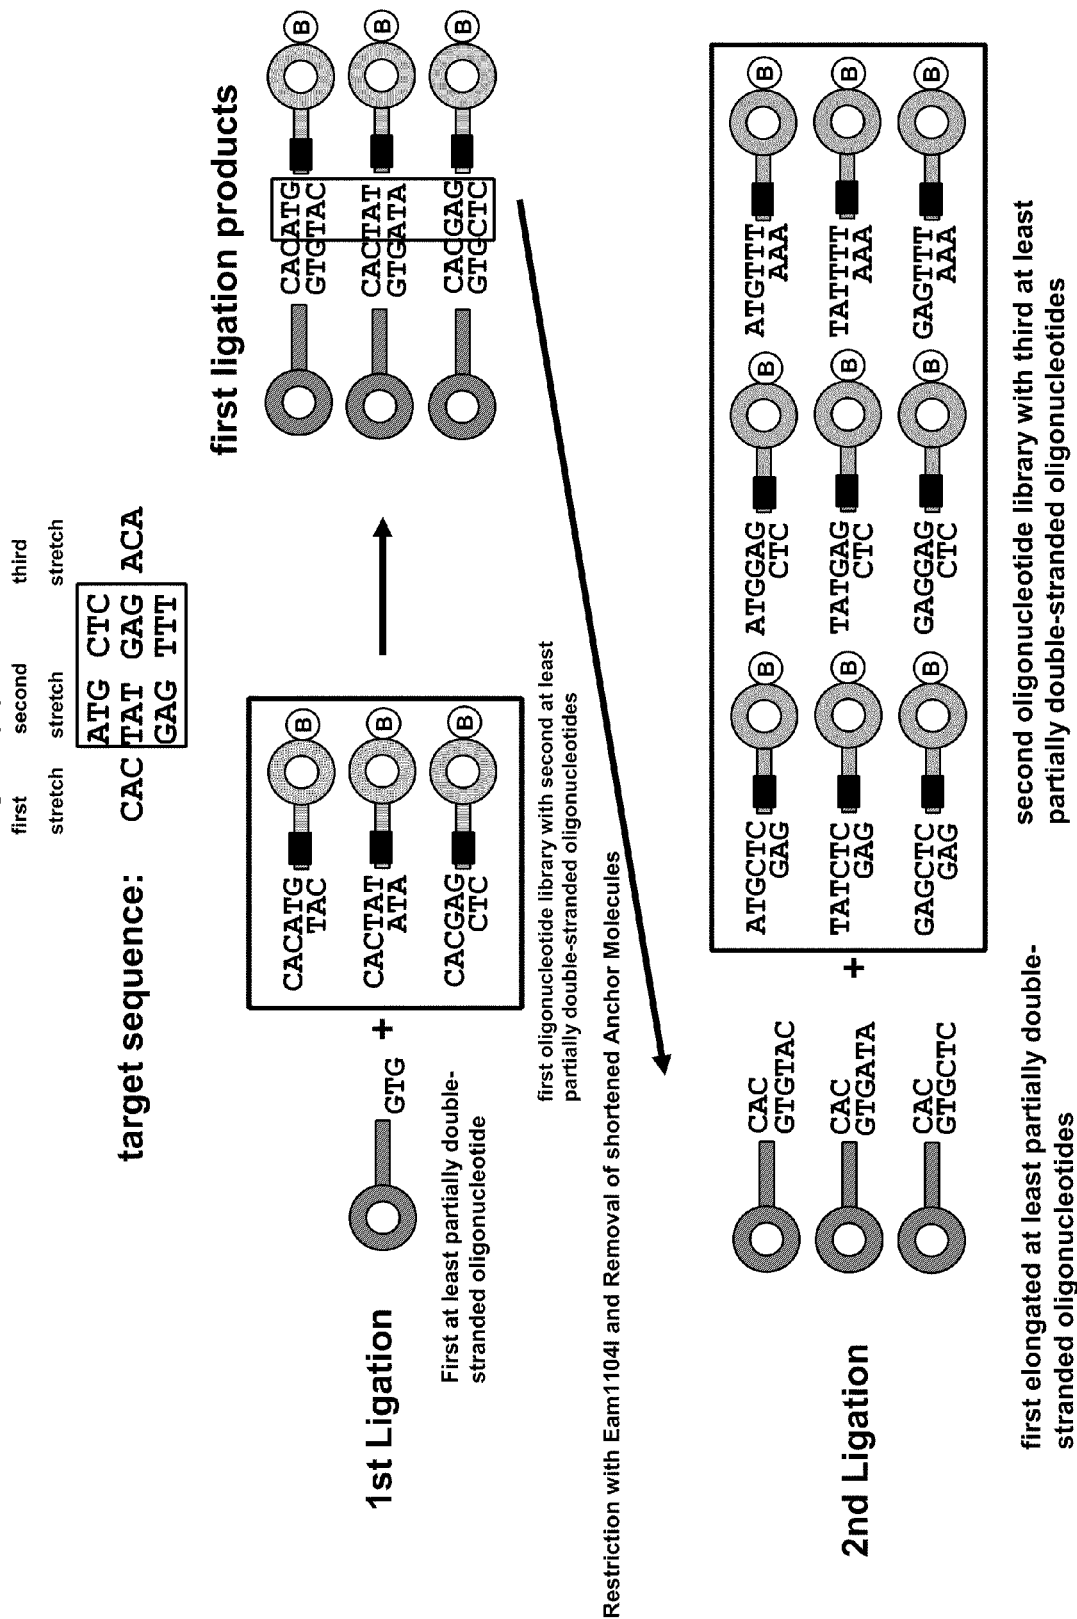 first second third
stretch stretch stretch
ATG CTC
target sequence: CAC TAT GAG ACA
GAG TTT
first ligation products
1st Ligation
GTG
+
CACATG
TAC
B
CACTAT
ATA
B
CACGAG
CTC
B
CACATG
GTGTAC
B
CACTAT
GTGATA
B
CACGAG
GTGCTC
B
First at least partially double-
stranded oligonucleotide
first oligonucleotide library with second at least
partially double-stranded oligonucleotides
Restriction with Eam1104I and Removal of shortened Anchor Molecules
2nd Ligation
CAC
GTGTAC
CAC
GTGATA
CAC
GTGCTC
+
ATGCTC
GAG
B
ATGGAG
CTC
B
ATGTTT
AAA
B
TATCTC
GAG
B
TATGAG
CTC
B
TATTTT
AAA
B
GAGCTC
GAG
B
GAGGAG
CTC
B
GAGTTT
AAA
B
first elongated at least partially double-
stranded oligonucleotides
second oligonucleotide library with third at least
partially double-stranded oligonucleotides